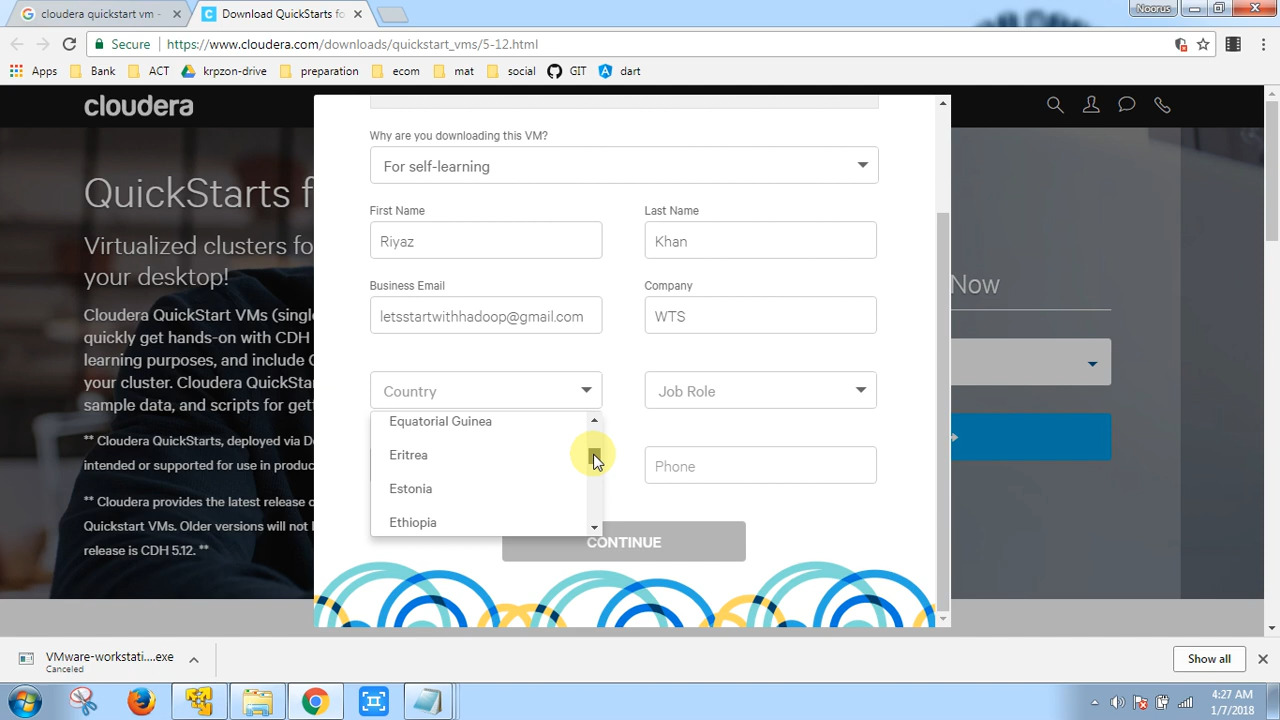 cloudera quickstart vm -
Download QuickStarts fo
Noorus
Secure
https://www.cloudera.com/downloads/quickstart_vms/5-12.html
Apps
Bank
ACT
krpzon-drive
preparation
ecom
mat
social
GIT
dart
cloudera
QuickStarts f
Virtualized clusters fo
your desktop!
Cloudera QuickStart VMs (singl
quickly get hands-on with CDH
learning purposes, and include C
your cluster. Cloudera QuickSta
sample data, and scripts for gett
** Cloudera QuickStarts, deployed via Do
intended or supported for use in produc
** Cloudera provides the latest release o
Quickstart VMs. Older versions will not
release is CDH 5.12. **
Now
Why are you downloading this VM?
For self-learning
First Name
Last Name
Riyaz
Khan
Business Email
Company
letsstartwithhadoop@gmail.com
WTS
Country
Job Role
Equatorial Guinea
Eritrea
Estonia
Ethiopia
Phone
CONTINUE
VMware-workstati....exe
Canceled
Show all
4:27 AM
1/7/2018